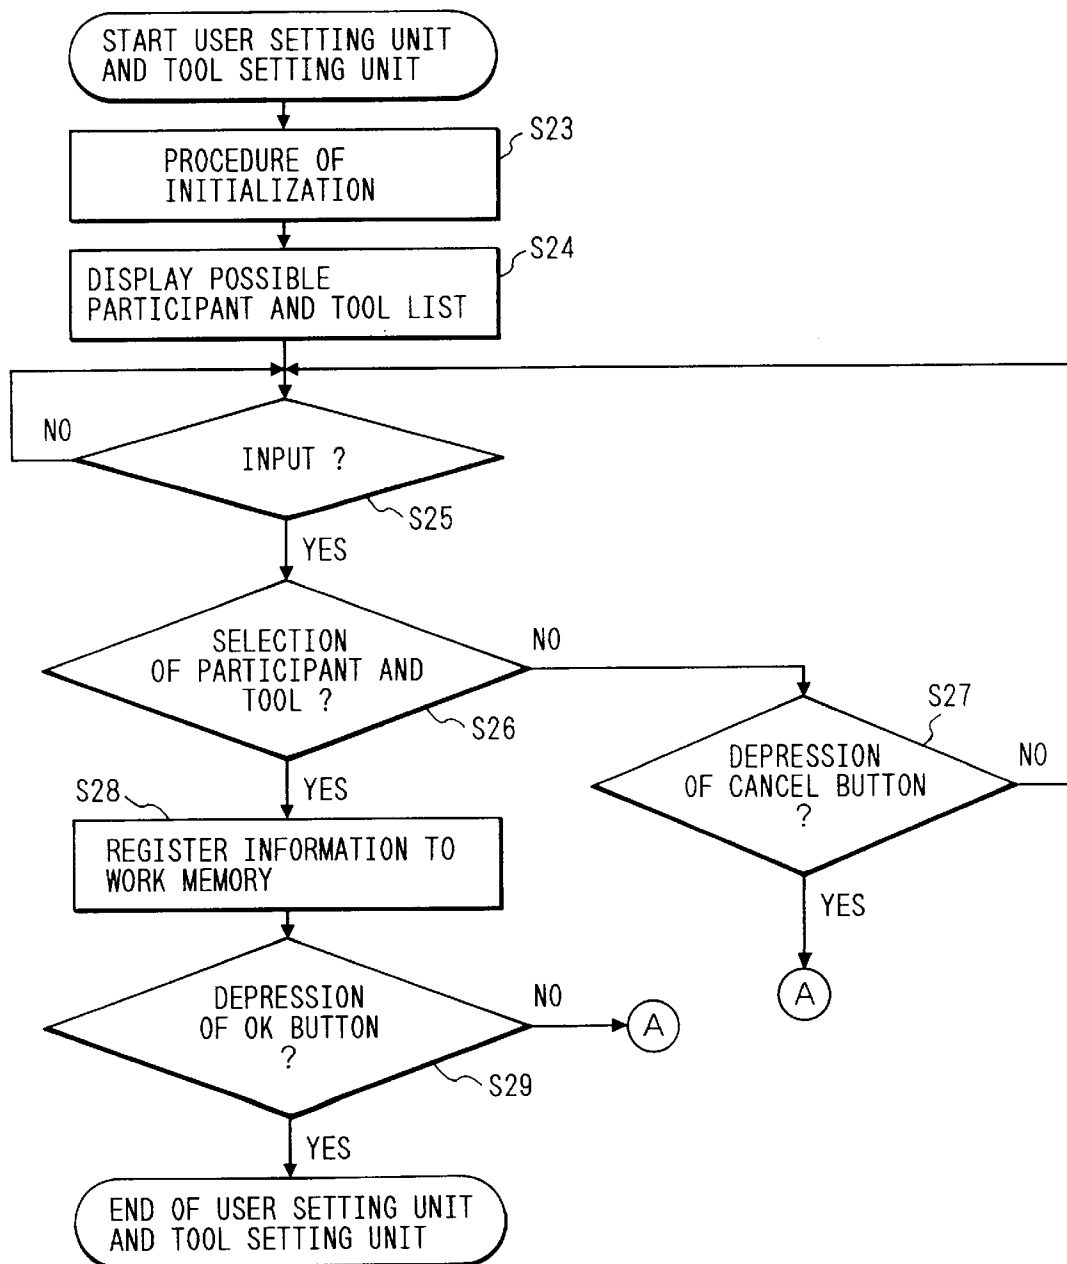 START USER SETTING UNIT
AND TOOL SETTING UNIT
S23
PROCEDURE OF
INITIALIZATION
S24
DISPLAY POSSIBLE
PARTICIPANT AND TOOL LIST
NO
INPUT ?
S25
YES
SELECTION
OF PARTICIPANT AND
TOOL ?
NO
S26
S27
DEPRESSION
OF CANCEL BUTTON
?
NO
YES
A
YES
S28
REGISTER INFORMATION TO
WORK MEMORY
DEPRESSION
OF OK BUTTON
?
NO
A
S29
YES
END OF USER SETTING UNIT
AND TOOL SETTING UNIT